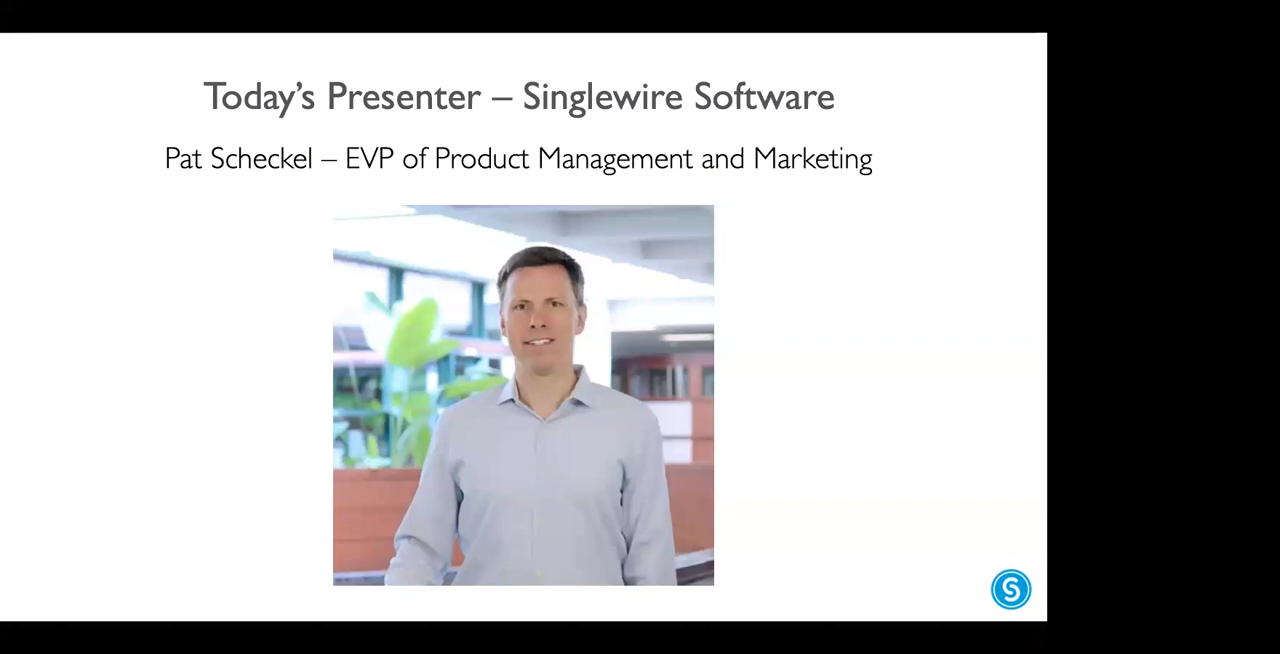 Today’s Presenter – Singlewire Software
Pat Scheckel – EVP of Product Management and Marketing
S